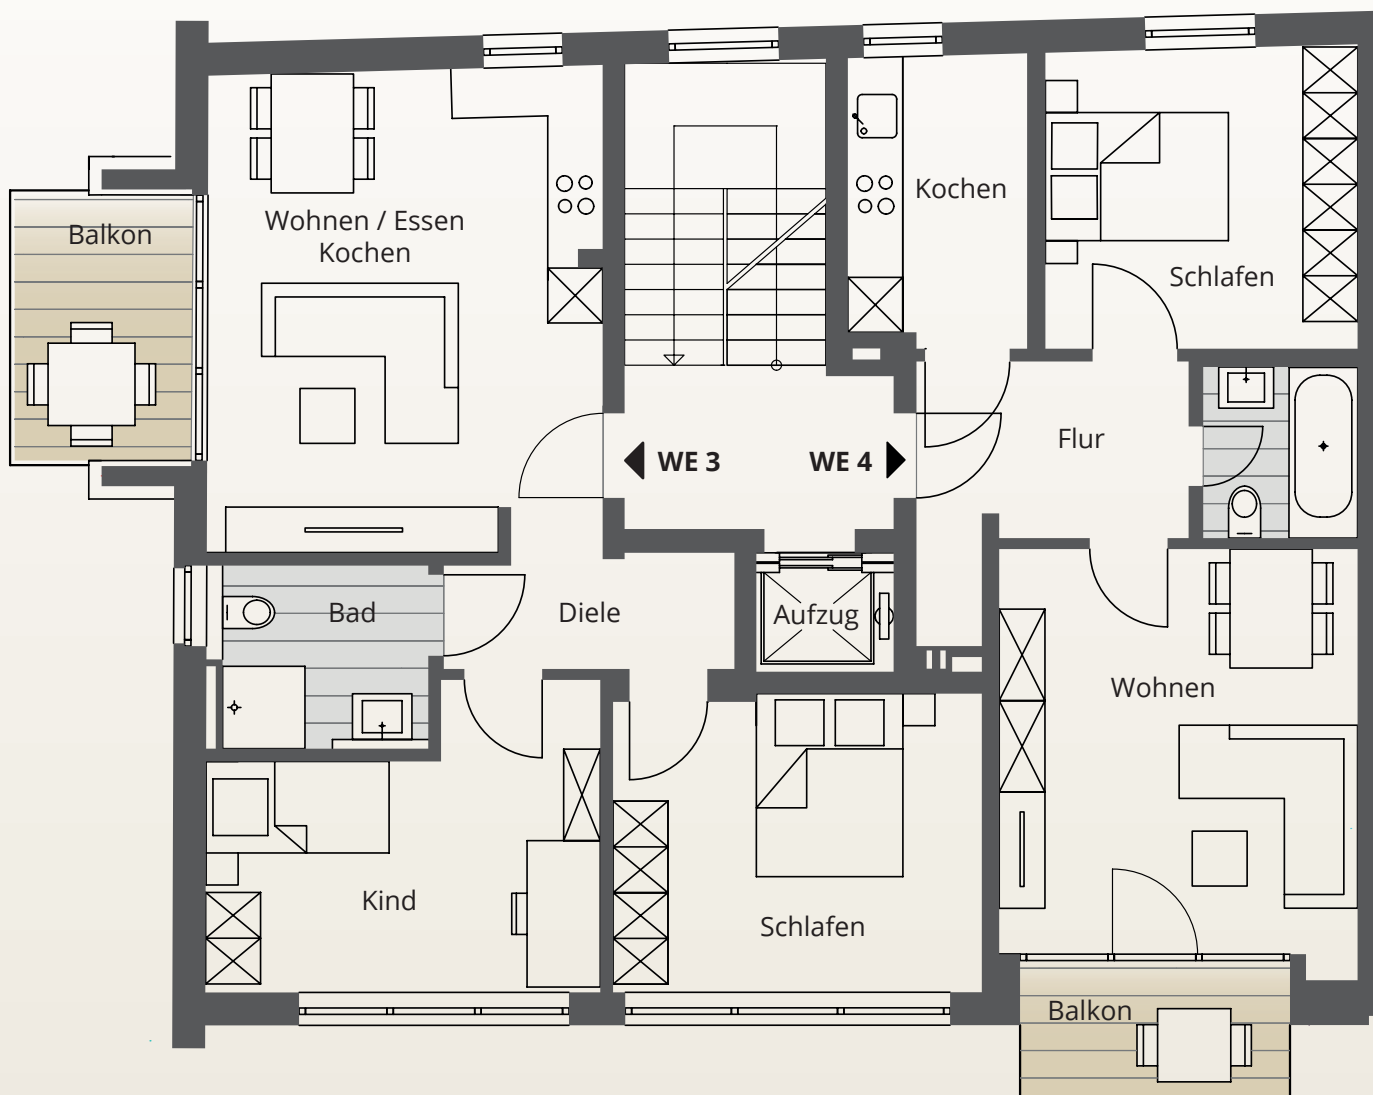 Kochen
Wohnen / Essen
Kochen
Balkon
Schlafen
Flur
WE 3
WE 4
Bad
Diele
Aufzug
Wohnen
Kind
Schlafen
Balkon